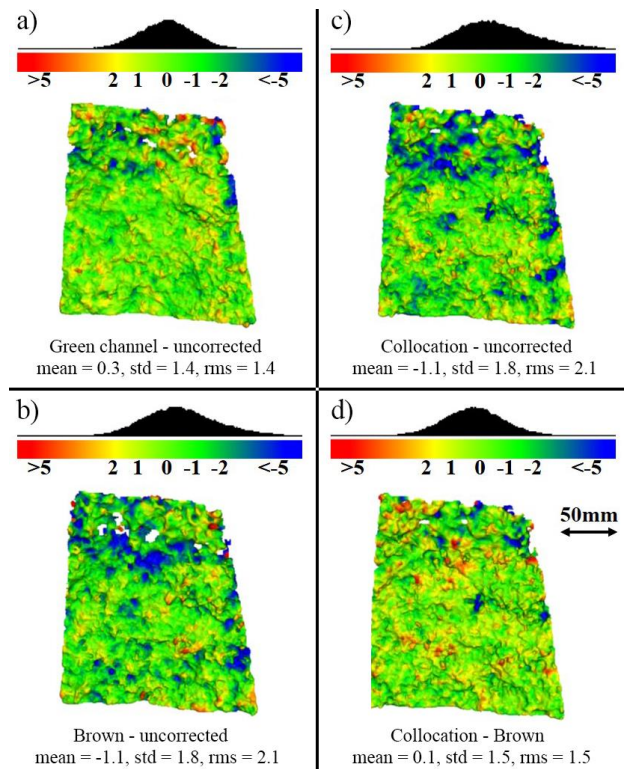 a)
>5 2 1 0 -1 -2 <-5
Green channel - uncorrected
mean = 0.3, std = 1.4, rms = 1.4
c)
>5 2 1 0 -1 -2 <-5
Collocation - uncorrected
mean = -1.1, std = 1.8, rms = 2.1
b)
>5 2 1 0 -1 -2 <-5
Brown - uncorrected
mean = -1.1, std = 1.8, rms = 2.1
d)
>5 2 1 0 -1 -2 <-5
50mm
Collocation - Brown
mean = 0.1, std = 1.5, rms = 1.5